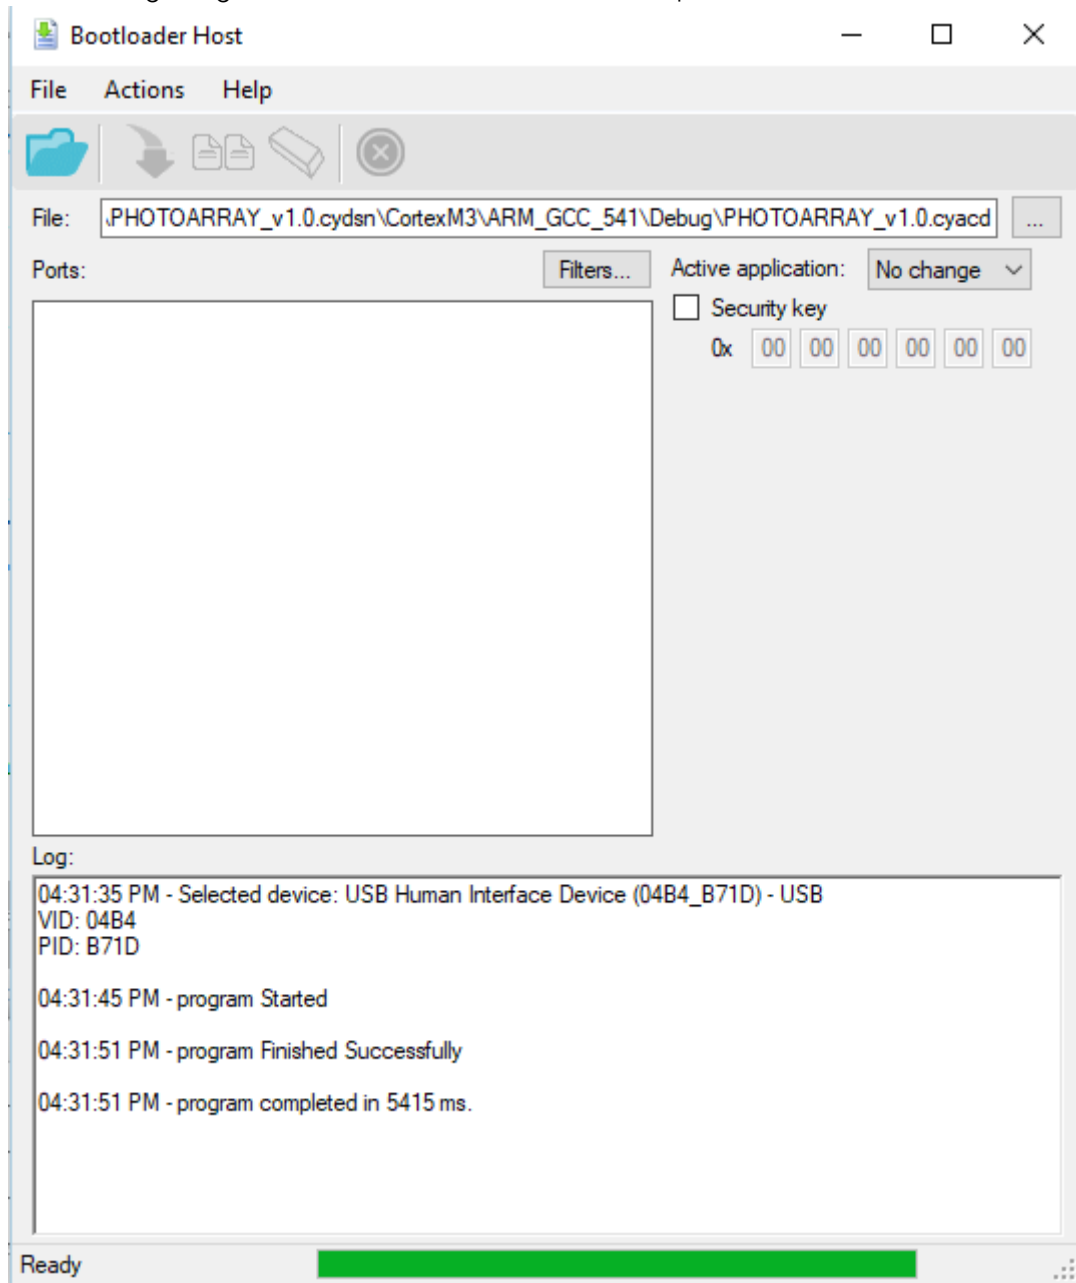 Bootloader Host
File Actions Help
File: .PHOTOARRAY_v1.0.cydsn\CortexM3\ARM_GCC_541\Debug\PHOTOARRAY_v1.0.cyacd ...
Ports: Filters... Active application: No change
Security key
0x 00 00 00 00 00 00
Log:
04:31:35 PM - Selected device: USB Human Interface Device (04B4_B71D) - USB
VID: 04B4
PID: B71D
04:31:45 PM - program Started
04:31:51 PM - program Finished Successfully
04:31:51 PM - program completed in 5415 ms.
Ready